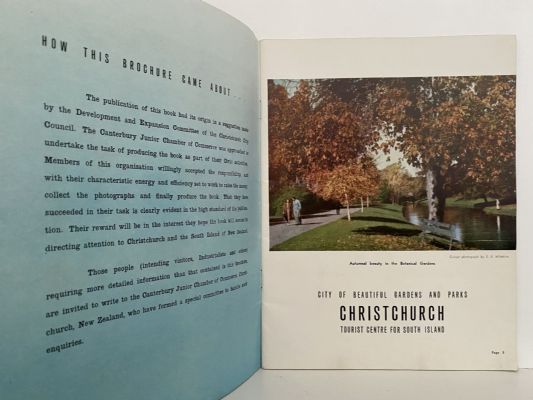 HOW THIS BROCHURE CAME ABOUT . . .
The publication of this book had its origin in a suggestion made
by the Development and Expansion Committee of the Christchurch City
Council. The Canterbury Junior Chamber of Commerce was approached to
undertake the task of producing the book as part of their Civic activities.
Members of this organisation willingly accepted the responsibility and
with their characteristic energy and efficiency set to work to raise the money,
collect the photographs and finally produce the book. That they have
succeeded in their task is clearly evident in the high standard of the publica-
tion. Their reward will be in the interest they hope the book will arouse in
directing attention to Christchurch and the South Island of New Zealand.
Those people (intending visitors, Industrialists and others)
requiring more detailed information than that contained in this brochure,
are invited to write to the Canterbury Junior Chamber of Commerce, Christ-
church, New Zealand, who have formed a special committee to handle such
enquiries.
Autumnal beauty in the Botanical Gardens
Colour photograph by
CITY OF BEAUTIFUL GARDENS AND PARKS
CHRISTCHURCH
TOURIST CENTRE FOR SOUTH ISLAND
Page